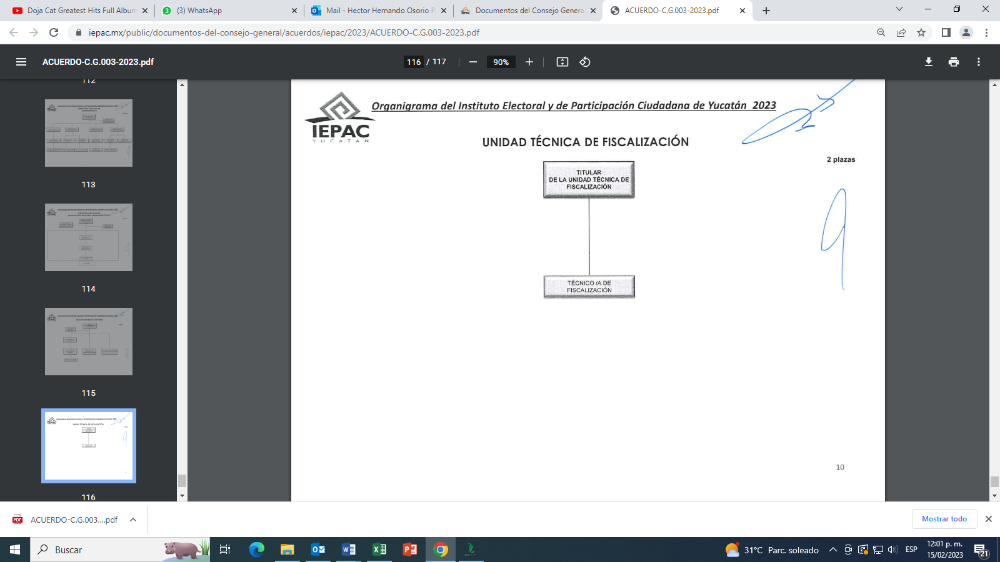 Doja Cat Greatest Hits Full Album
(3) WhatsApp
Mail - Hector Hernando Osorio P
Documentos del Consejo Genera
ACUERDO-C.G.003-2023.pdf
iepac.mx/public/documentos-del-consejo-general/acuerdos/iepac/2023/ACUERDO-C.G.003-2023.pdf
ACUERDO-C.G.003-2023.pdf
116 / 117
90%
112
113
114
115
116
Organigrama del Instituto Electoral y de Participación Ciudadana de Yucatán 2023
IEPAC
YUCATÁN
UNIDAD TÉCNICA DE FISCALIZACIÓN
2 plazas
TITULAR
DE LA UNIDAD TÉCNICA DE
FISCALIZACIÓN
TÉCNICO /A DE
FISCALIZACIÓN
10
ACUERDO-C.G.003....pdf
Mostrar todo
Buscar
31°C Parc. soleado
ESP
12:01 p. m.
15/02/2023
21